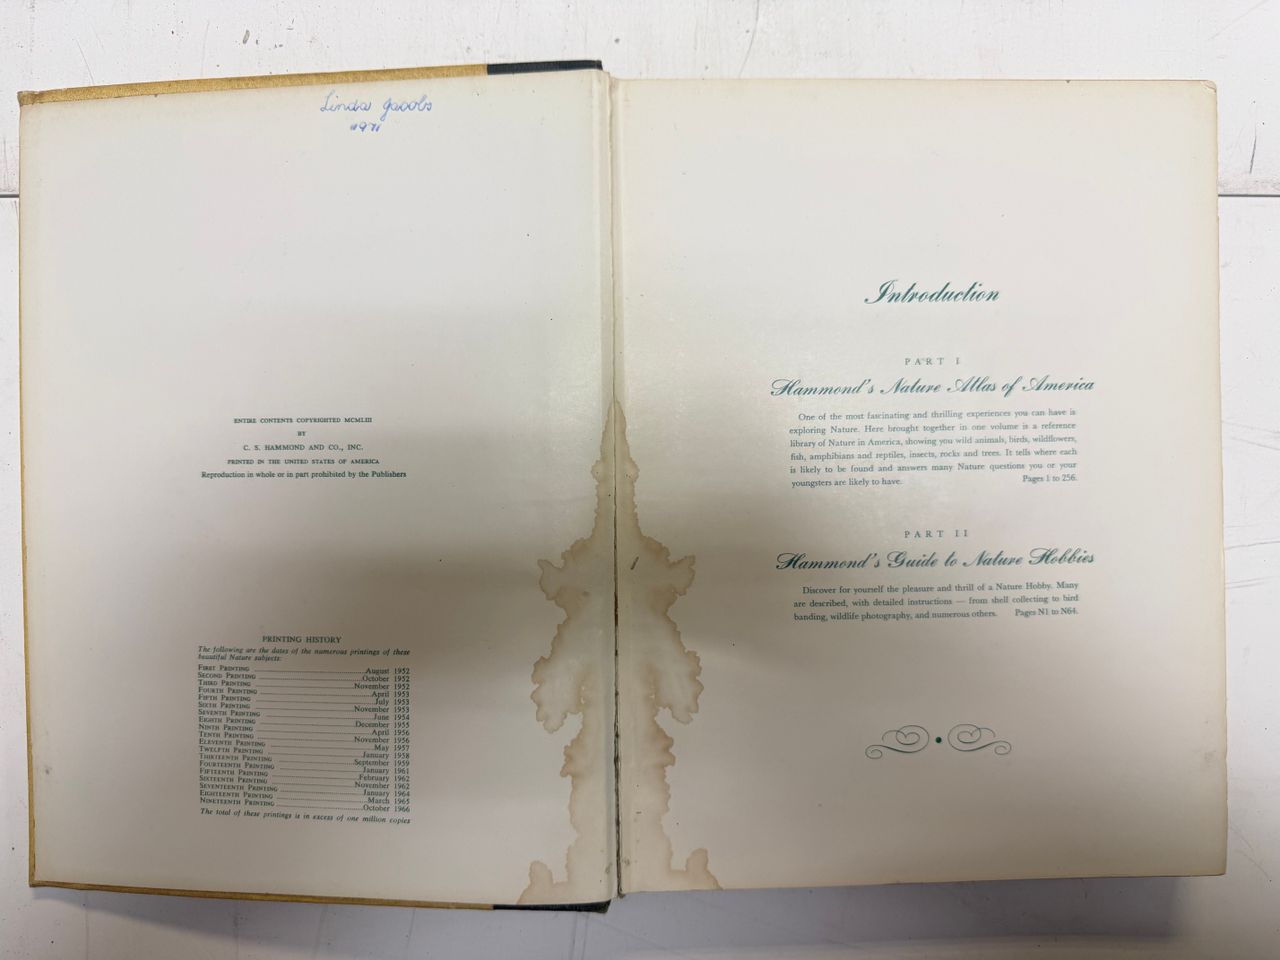 Linda Jacobs
1971
ENTIRE CONTENTS COPYRIGHTED MCMLIII
BY
C. S. HAMMOND AND CO., INC.
PRINTED IN THE UNITED STATES OF AMERICA
Reproduction in whole or in part prohibited by the Publishers
PRINTING HISTORY
The following are the dates of the numerous printings of these
beautiful Nature subjects:
FIRST PRINTING August 1952
SECOND PRINTING October 1952
THIRD PRINTING November 1952
FOURTH PRINTING April 1953
FIFTH PRINTING July 1953
SIXTH PRINTING November 1953
SEVENTH PRINTING June 1954
EIGHTH PRINTING December 1955
NINTH PRINTING April 1956
TENTH PRINTING November 1956
ELEVENTH PRINTING May 1957
TWELFTH PRINTING January 1958
THIRTEENTH PRINTING September 1959
FOURTEENTH PRINTING January 1961
FIFTEENTH PRINTING February 1962
SIXTEENTH PRINTING November 1962
SEVENTEENTH PRINTING January 1964
EIGHTEENTH PRINTING March 1965
NINETEENTH PRINTING October 1966
The total of these printings is in excess of one million copies
Introduction
PART I
Hammond's Nature Atlas of America
One of the most fascinating and thrilling experiences you can have is
exploring Nature. Here brought together in one volume is a reference
library of Nature in America, showing you wild animals, birds, wildflowers,
fish, amphibians and reptiles, insects, rocks and trees. It tells where each
is likely to be found and answers many Nature questions you or your
youngsters are likely to have. Pages 1 to 256.
PART II
Hammond's Guide to Nature Hobbies
Discover for yourself the pleasure and thrill of a Nature Hobby. Many
are described, with detailed instructions — from shell collecting to bird
banding, wildlife photography, and numerous others. Pages N1 to N64.